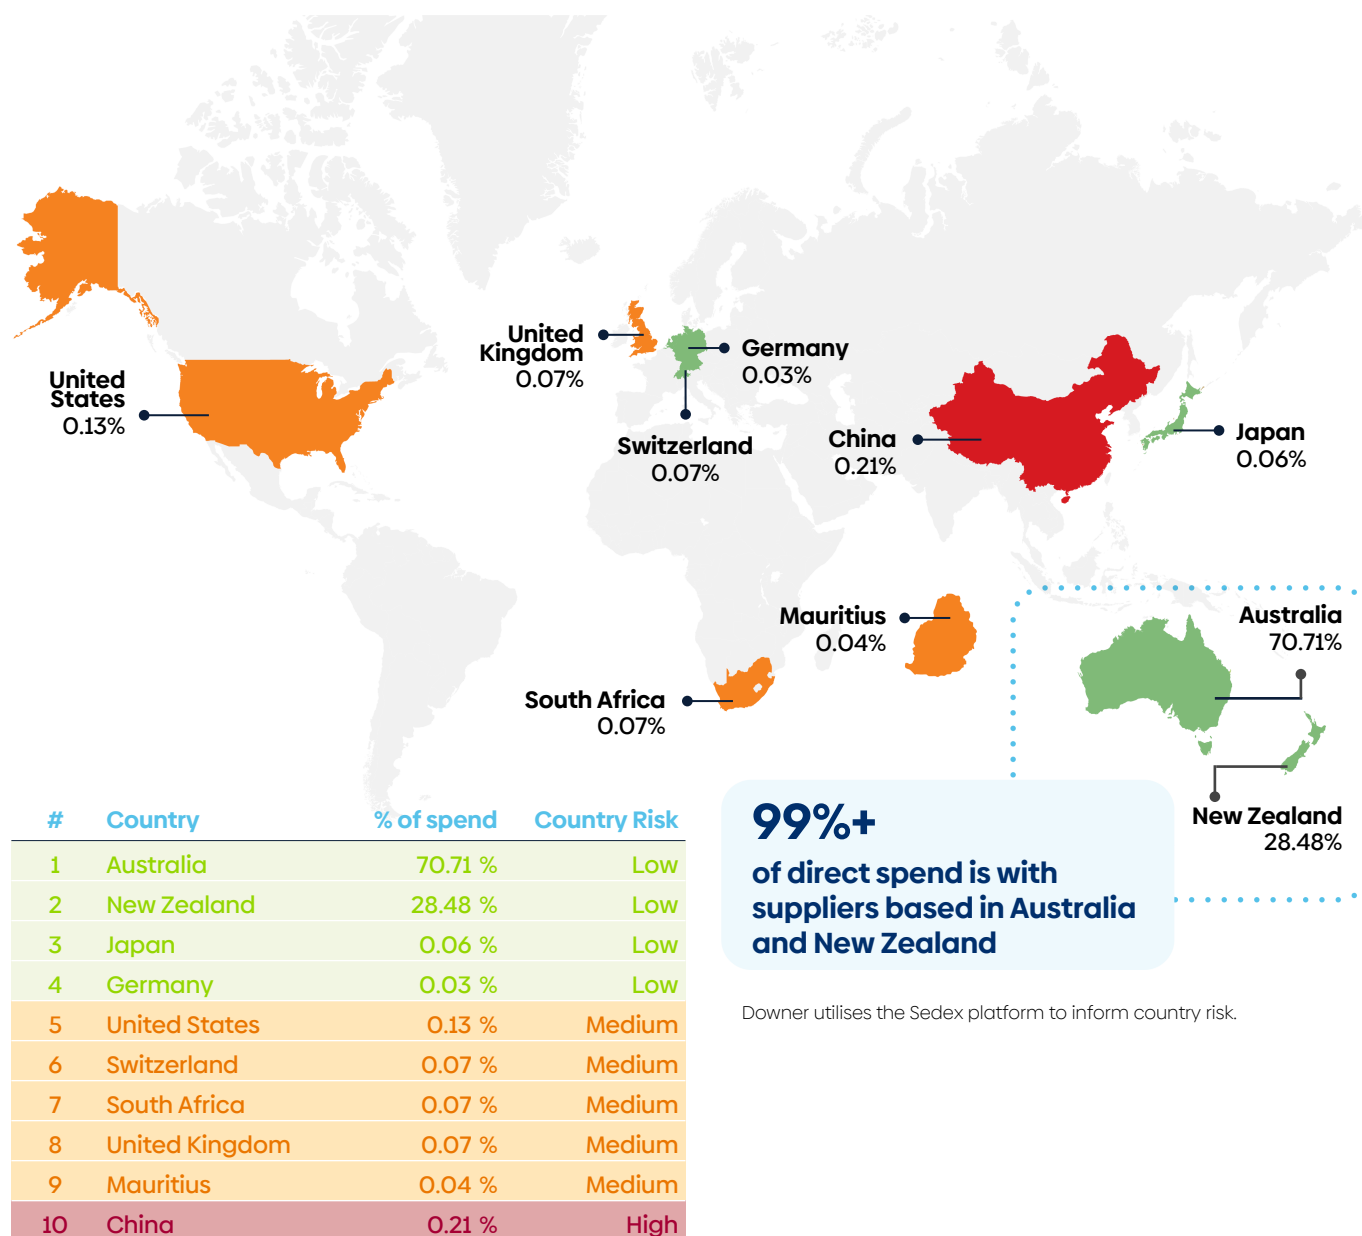 United
Kingdom
0.07%
Germany
0.03%
United
States
0.13%
Switzerland
0.07%
China
0.21%
Japan
0.06%
Mauritius
0.04%
Australia
70.71%
South Africa
0.07%
New Zealand
28.48%
# Country % of spend Country Risk
1 Australia 70.71 % Low
2 New Zealand 28.48 % Low
3 Japan 0.06 % Low
4 Germany 0.03 % Low
5 United States 0.13 % Medium
6 Switzerland 0.07 % Medium
7 South Africa 0.07 % Medium
8 United Kingdom 0.07 % Medium
9 Mauritius 0.04 % Medium
10 China 0.21 % High
99%+
of direct spend is with
suppliers based in Australia
and New Zealand
Downer utilises the Sedex platform to inform country risk.